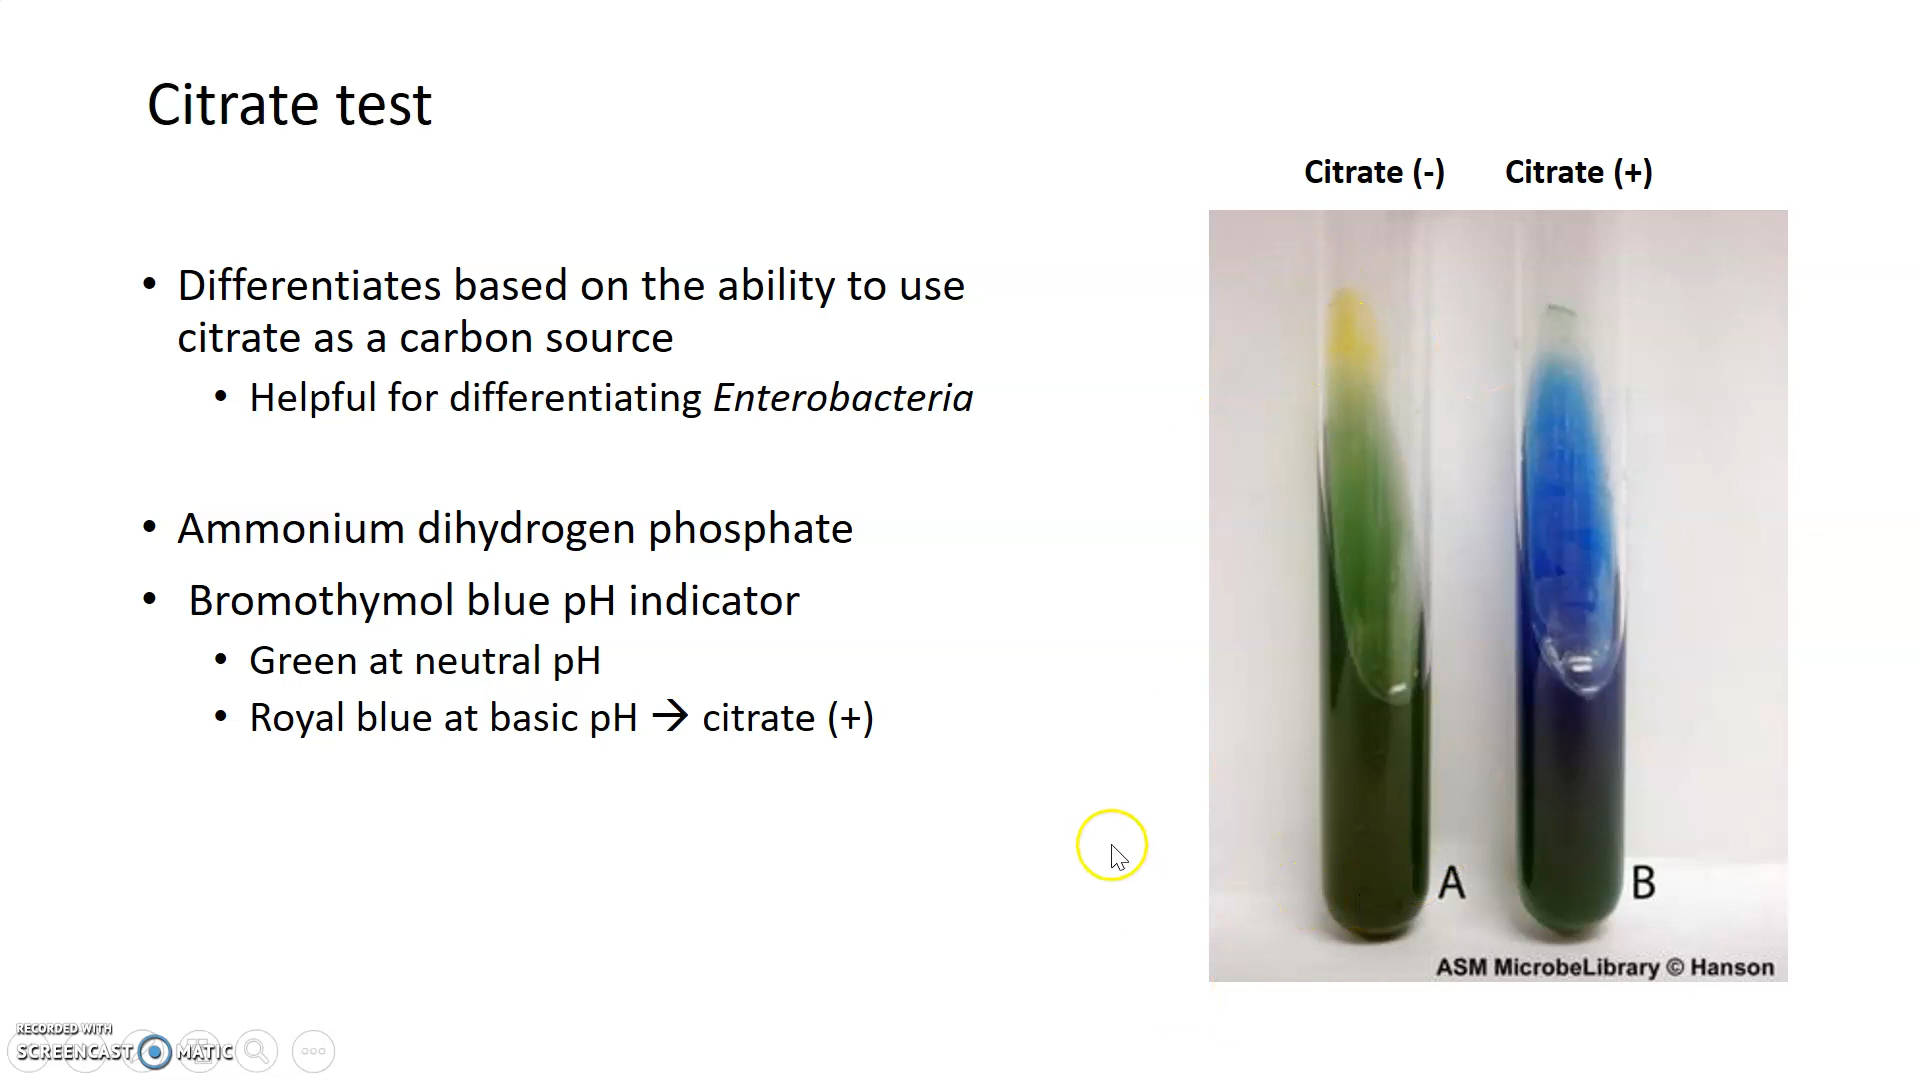 Citrate test
Citrate (-) Citrate (+)
• Differentiates based on the ability to use
citrate as a carbon source
• Helpful for differentiating Enterobacteria
• Ammonium dihydrogen phosphate
• Bromothymol blue pH indicator
• Green at neutral pH
• Royal blue at basic pH → citrate (+)
A B
ASM MicrobeLibrary © Hanson
RECORDED WITH
SCREENCAST MATIC